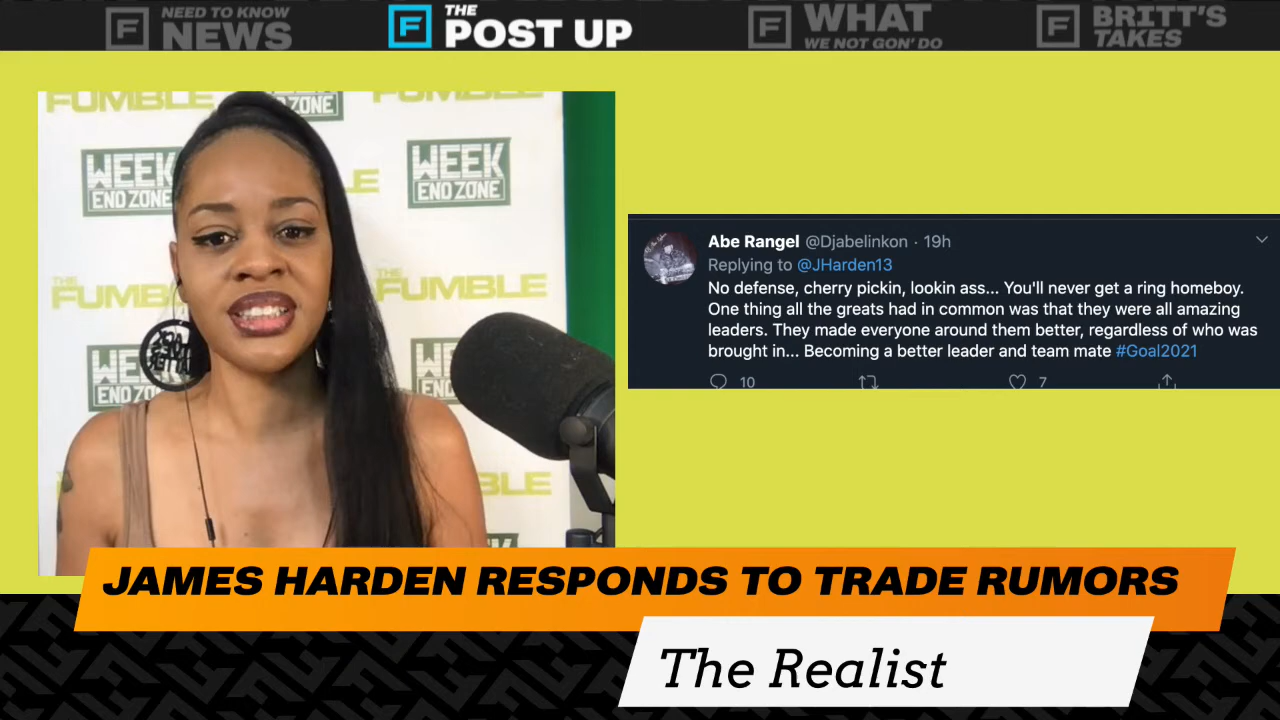 NEED TO KNOW
NEWS
THE
POST UP
WHAT
WE NOT GON' DO
BRITT'S
TAKES
FUMBLE
FUMBLE
ZONE
WEEK
END ZONE
WEEK
END ZONE
LE
THE
FUMB
THE
FUMBLE
WEEK
END ZONE
BLE
Abe Rangel @Djabelinkon · 19h
Replying to @JHarden13
No defense, cherry pickin, lookin ass... You'll never get a ring homeboy.
One thing all the greats had in common was that they were all amazing
leaders. They made everyone around them better, regardless of who was
brought in... Becoming a better leader and team mate #Goal2021
10 7
JAMES HARDEN RESPONDS TO TRADE RUMORS
The Realist